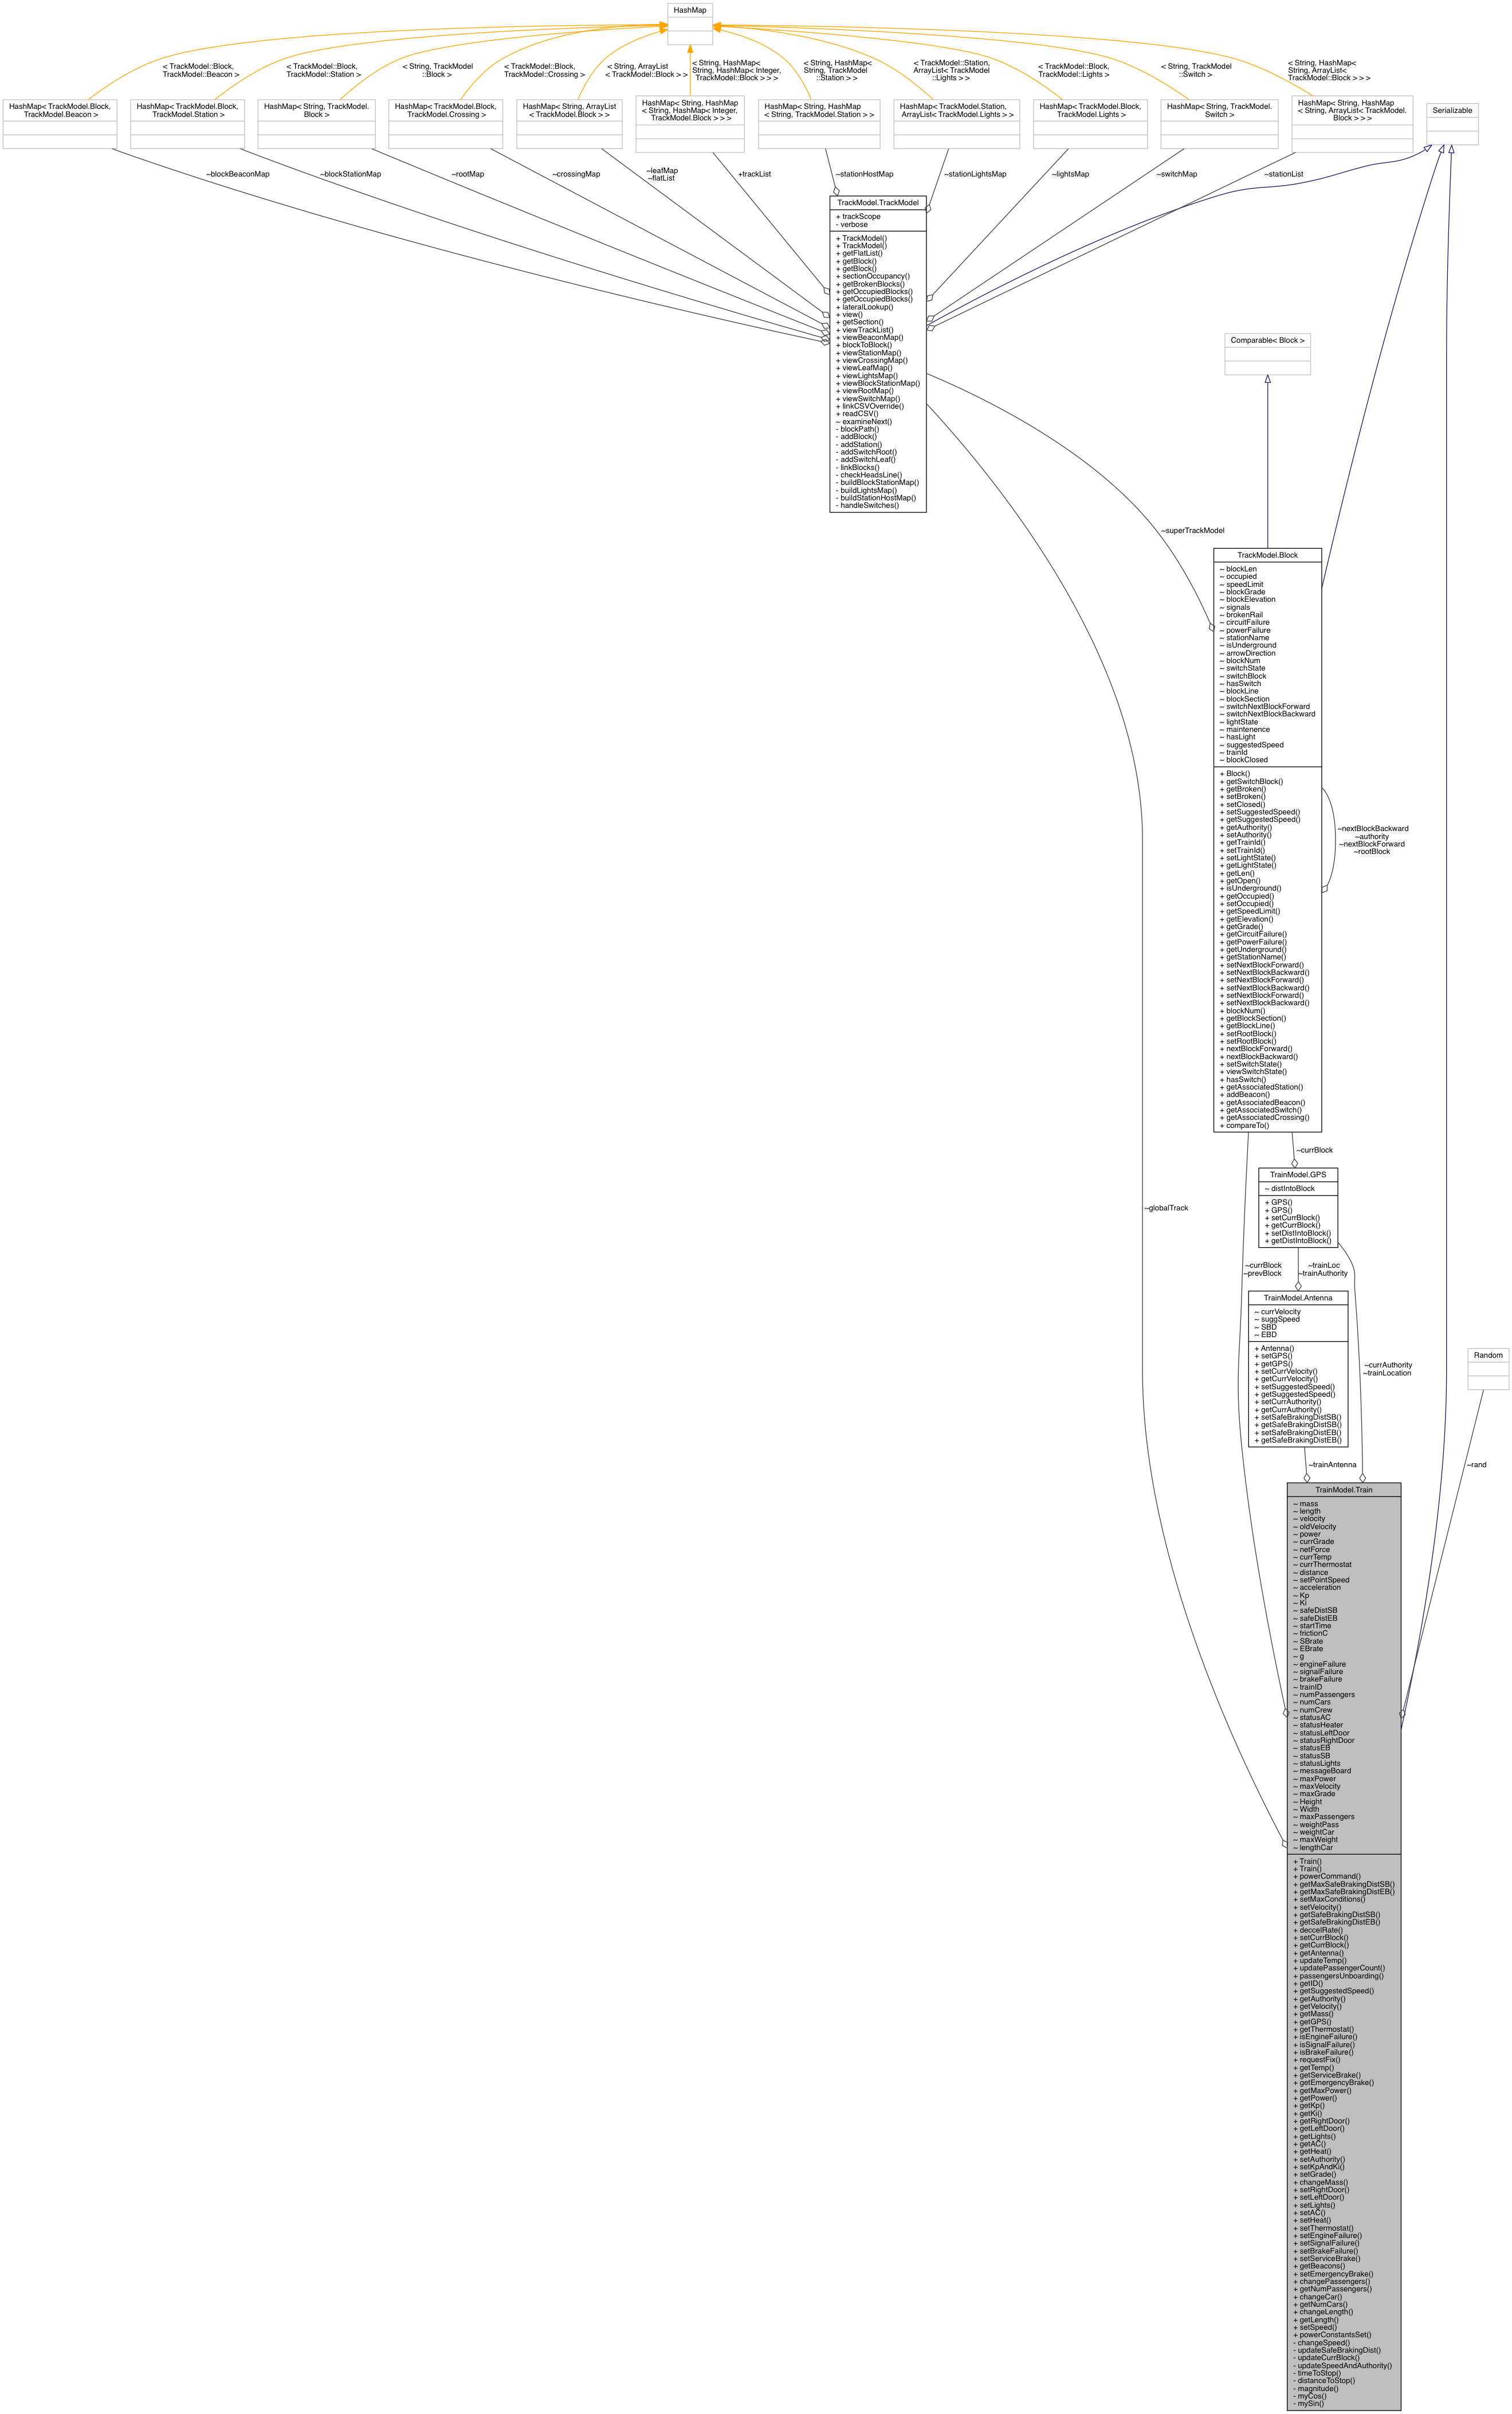 HashMap
< TrackModel::Block,
TrackModel::Beacon >
< TrackModel::Block,
TrackModel::Station >
< String, TrackModel
::Block >
< TrackModel::Block,
TrackModel::Crossing >
< String, ArrayList
< TrackModel::Block > >
< String, HashMap<
String, HashMap< Integer,
TrackModel::Block > > >
< String, HashMap<
String, TrackModel
::Station > >
< TrackModel::Station,
ArrayList< TrackModel
::Lights > >
< TrackModel::Block,
TrackModel::Lights >
< String, TrackModel
::Switch >
< String, HashMap<
String, ArrayList<
TrackModel::Block > > >
HashMap< TrackModel.Block,
TrackModel.Beacon >
HashMap< TrackModel.Block,
TrackModel.Station >
HashMap< String, TrackModel.
Block >
HashMap< TrackModel.Block,
TrackModel.Crossing >
HashMap< String, ArrayList
< TrackModel.Block > >
HashMap< String, HashMap
< String, HashMap< Integer,
TrackModel.Block > > >
HashMap< String, HashMap
< String, TrackModel.Station > >
HashMap< TrackModel.Station,
ArrayList< TrackModel.Lights > >
HashMap< TrackModel.Block,
TrackModel.Lights >
HashMap< String, TrackModel.
Switch >
HashMap< String, HashMap
< String, ArrayList< TrackModel.
Block > > >
Serializable
~blockBeaconMap
~blockStationMap
~rootMap
~crossingMap
~leafMap
~flatList
+trackList
~stationHostMap
~stationLightsMap
~lightsMap
~switchMap
~stationList
TrackModel.TrackModel
+ trackScope
- verbose
+ TrackModel()
+ TrackModel()
+ getFlatList()
+ getBlock()
+ getBlock()
+ sectionOccupancy()
+ getBrokenBlocks()
+ getOccupiedBlocks()
+ getOccupiedBlocks()
+ lateralLookup()
+ view()
+ getSection()
+ viewTrackList()
+ viewBeaconMap()
+ blockToBlock()
+ viewStationMap()
+ viewCrossingMap()
+ viewLeafMap()
+ viewLightsMap()
+ viewBlockStationMap()
+ viewRootMap()
+ viewSwitchMap()
+ linkCSVOverride()
+ readCSV()
~ examineNext()
- blockPath()
- addBlock()
- addStation()
- addSwitchRoot()
- addSwitchLeaf()
- linkBlocks()
- checkHeadsLine()
- buildBlockStationMap()
- buildLightsMap()
- buildStationHostMap()
- handleSwitches()
Comparable< Block >
~superTrackModel
TrackModel.Block
~ blockLen
~ occupied
~ speedLimit
~ blockGrade
~ blockElevation
~ signals
~ brokenRail
~ circuitFailure
~ powerFailure
~ stationName
~ isUnderground
~ arrowDirection
~ blockNum
~ switchState
~ switchBlock
~ hasSwitch
~ blockLine
~ blockSection
~ switchNextBlockForward
~ switchNextBlockBackward
~ lightState
~ maintenence
~ hasLight
~ suggestedSpeed
~ trainId
~ blockClosed
+ Block()
+ getSwitchBlock()
+ getBroken()
+ setBroken()
+ setClosed()
+ setSuggestedSpeed()
+ getSuggestedSpeed()
+ getAuthority()
+ setAuthority()
+ getTrainId()
+ setTrainId()
+ setLightState()
+ getLightState()
+ getLen()
+ getOpen()
+ isUnderground()
+ getOccupied()
+ setOccupied()
+ getSpeedLimit()
+ getElevation()
+ getGrade()
+ getCircuitFailure()
+ getPowerFailure()
+ getUnderground()
+ getStationName()
+ setNextBlockForward()
+ setNextBlockBackward()
+ setNextBlockForward()
+ setNextBlockBackward()
+ setNextBlockForward()
+ setNextBlockBackward()
+ blockNum()
+ getBlockSection()
+ getBlockLine()
+ setRootBlock()
+ setRootBlock()
+ nextBlockForward()
+ nextBlockBackward()
+ setSwitchState()
+ viewSwitchState()
+ hasSwitch()
+ getAssociatedStation()
+ addBeacon()
+ getAssociatedBeacon()
+ getAssociatedSwitch()
+ getAssociatedCrossing()
+ compareTo()
~nextBlockBackward
~authority
~nextBlockForward
~rootBlock
~currBlock
~globalTrack
TrainModel.GPS
~ distIntoBlock
+ GPS()
+ GPS()
+ setCurrBlock()
+ getCurrBlock()
+ setDistIntoBlock()
+ getDistIntoBlock()
~currBlock
~prevBlock
~trainLoc
~trainAuthority
TrainModel.Antenna
~ currVelocity
~ suggSpeed
~ SBD
~ EBD
+ Antenna()
+ setGPS()
+ getGPS()
+ setCurrVelocity()
+ getCurrVelocity()
+ setSuggestedSpeed()
+ getSuggestedSpeed()
+ setCurrAuthority()
+ getCurrAuthority()
+ setSafeBrakingDistSB()
+ getSafeBrakingDistSB()
+ setSafeBrakingDistEB()
+ getSafeBrakingDistEB()
~currAuthority
~trainLocation
Random
~trainAntenna
~rand
TrainModel.Train
~ mass
~ length
~ velocity
~ oldVelocity
~ power
~ currGrade
~ netForce
~ currTemp
~ currThermostat
~ distance
~ setPointSpeed
~ acceleration
~ Kp
~ Ki
~ safeDistSB
~ safeDistEB
~ startTime
~ frictionC
~ SBrate
~ EBrate
~ g
~ engineFailure
~ signalFailure
~ brakeFailure
~ trainID
~ numPassengers
~ numCars
~ numCrew
~ statusAC
~ statusHeater
~ statusLeftDoor
~ statusRightDoor
~ statusEB
~ statusSB
~ statusLights
~ messageBoard
~ maxPower
~ maxVelocity
~ maxGrade
~ Height
~ Width
~ maxPassengers
~ weightPass
~ weightCar
~ maxWeight
~ lengthCar
+ Train()
+ Train()
+ powerCommand()
+ getMaxSafeBrakingDistSB()
+ getMaxSafeBrakingDistEB()
+ setMaxConditions()
+ setVelocity()
+ getSafeBrakingDistSB()
+ getSafeBrakingDistEB()
+ deccelRate()
+ setCurrBlock()
+ getCurrBlock()
+ getAntenna()
+ updateTemp()
+ updatePassengerCount()
+ passengersUnboarding()
+ getID()
+ getSuggestedSpeed()
+ getAuthority()
+ getVelocity()
+ getMass()
+ getGPS()
+ getThermostat()
+ isEngineFailure()
+ isSignalFailure()
+ isBrakeFailure()
+ requestFix()
+ getTemp()
+ getServiceBrake()
+ getEmergencyBrake()
+ getMaxPower()
+ getPower()
+ getKp()
+ getKi()
+ getRightDoor()
+ getLeftDoor()
+ getLights()
+ getAC()
+ getHeat()
+ setAuthority()
+ setKpAndKi()
+ setGrade()
+ changeMass()
+ setRightDoor()
+ setLeftDoor()
+ setLights()
+ setAC()
+ setHeat()
+ setThermostat()
+ setEngineFailure()
+ setSignalFailure()
+ setBrakeFailure()
+ setServiceBrake()
+ getBeacons()
+ setEmergencyBrake()
+ changePassengers()
+ getNumPassengers()
+ changeCar()
+ getNumCars()
+ changeLength()
+ getLength()
+ setSpeed()
+ powerConstantsSet()
- changeSpeed()
- updateSafeBrakingDist()
- updateCurrBlock()
- updateSpeedAndAuthority()
- timeToStop()
- distanceToStop()
- magnitude()
- myCos()
- mySin()